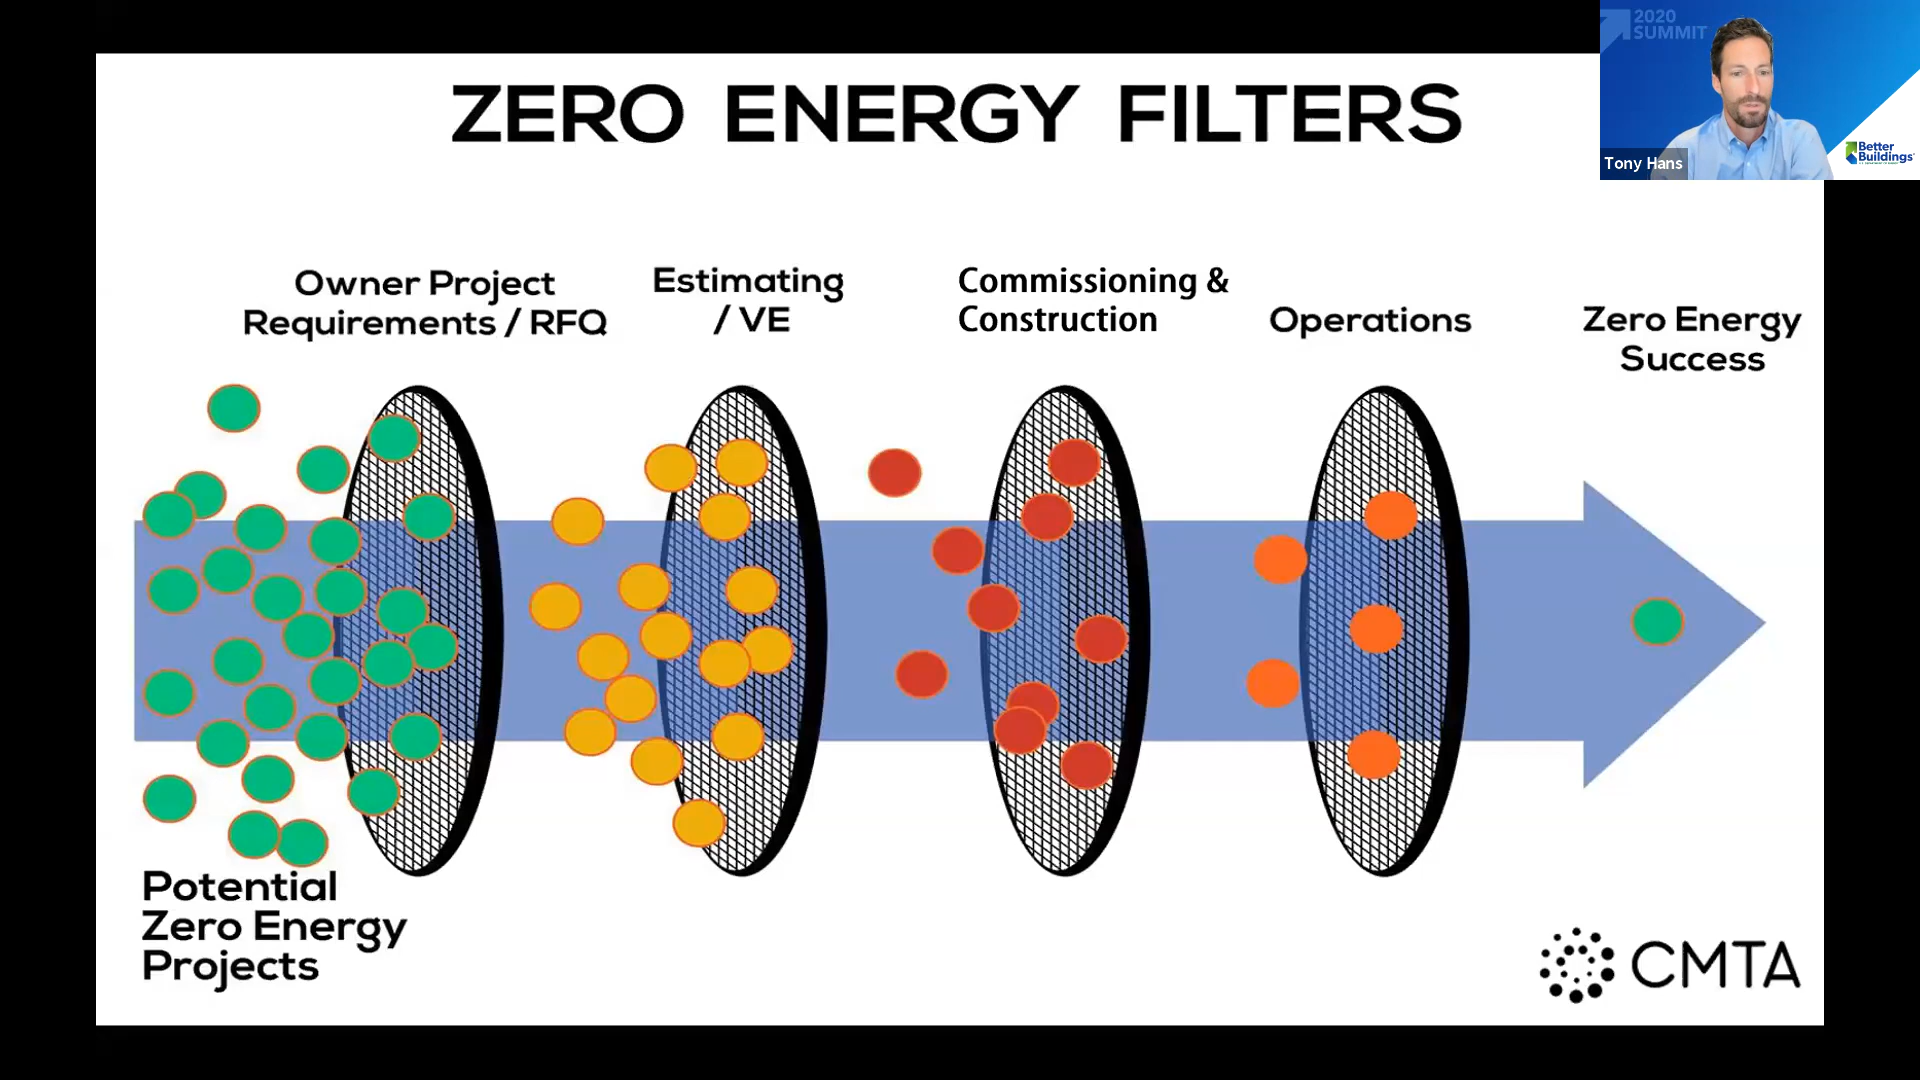 2020
SUMMIT
Tony Hans
Better
Buildings
ZERO ENERGY FILTERS
Owner Project
Requirements / RFQ
Estimating
/ VE
Commissioning &
Construction
Operations
Zero Energy
Success
Potential
Zero Energy
Projects
CMTA